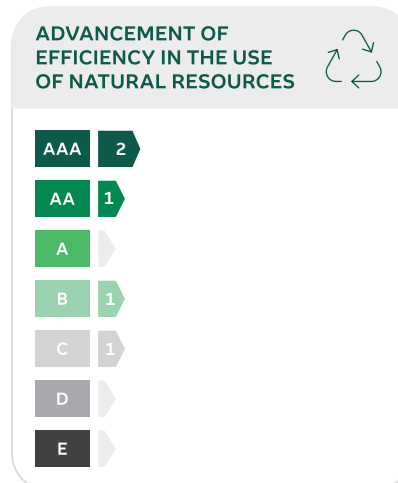 ADVANCEMENT OF
EFFICIENCY IN THE USE
OF NATURAL RESOURCES
AAA 2
AA 1
A
B 1
C 1
D
E